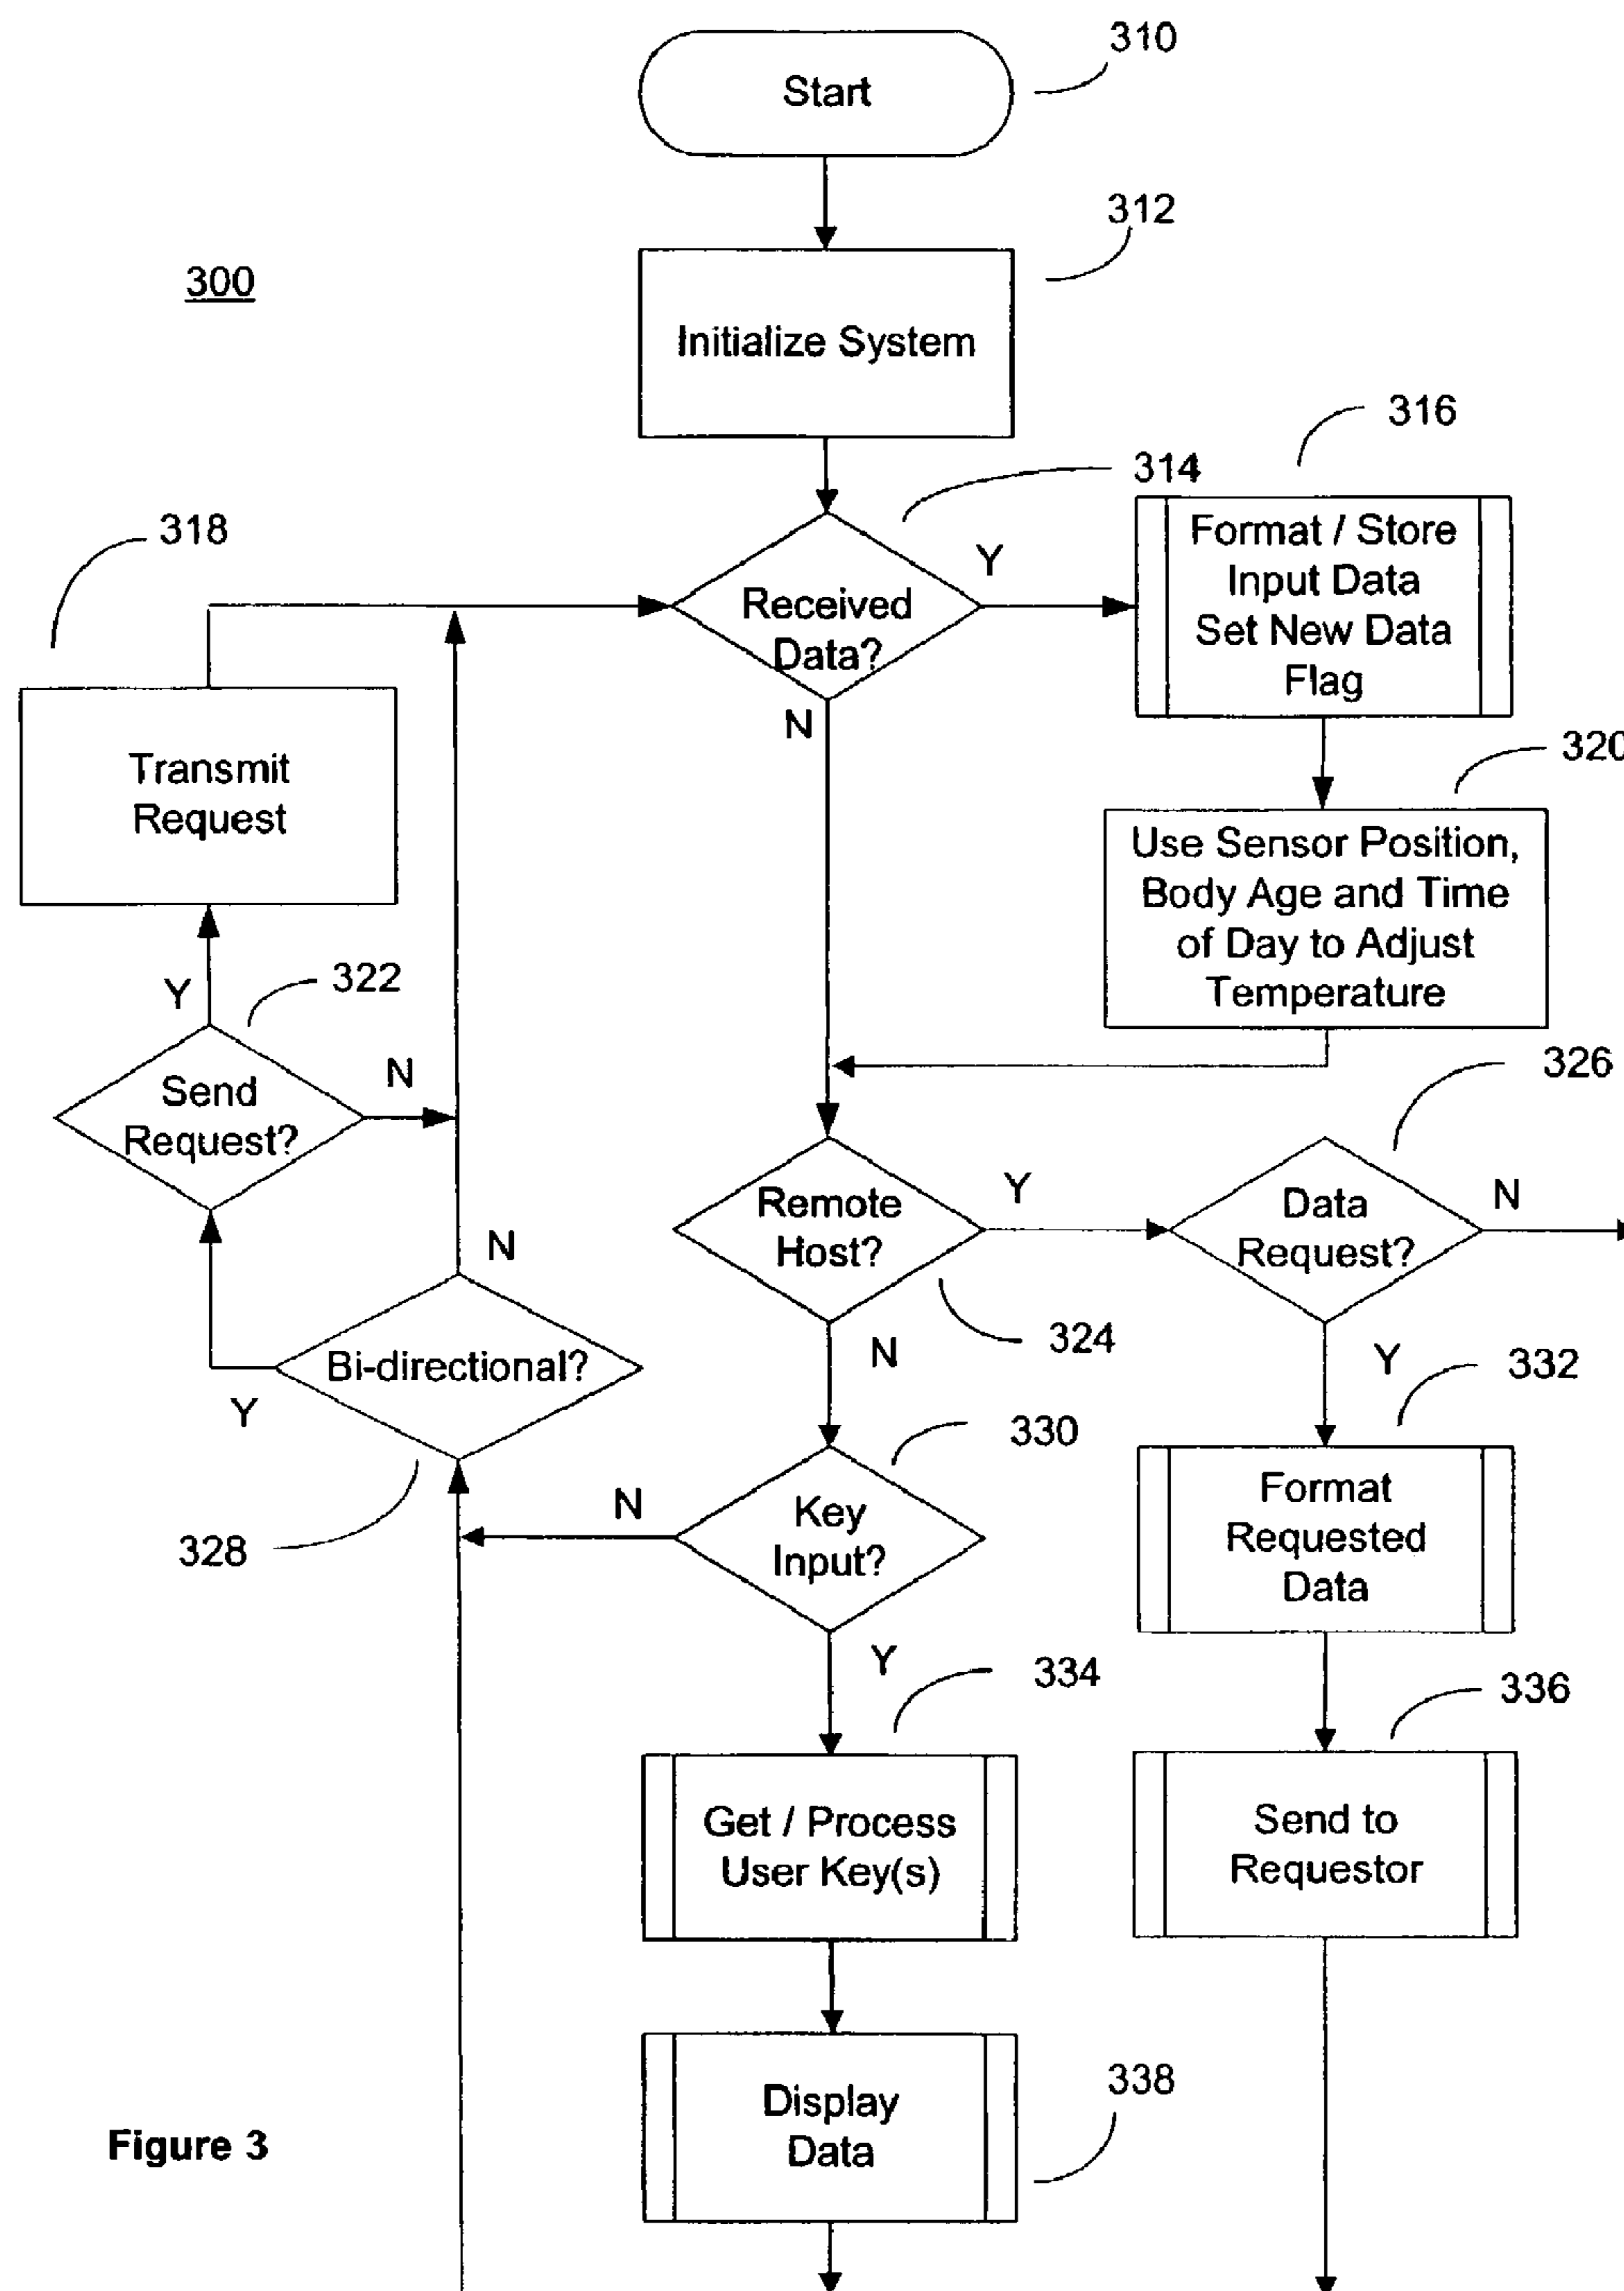 310
Start
312
300
Initialize System
316
314
318
Y
Format / Store
Input Data
Set New Data
Flag
Received
Data?
N
320
Transmit
Request
Use Sensor Position,
Body Age and Time
of Day to Adjust
Temperature
Y
322
N
326
Send
Request?
Y
N
Remote
Host?
Data
Request?
N
324
N
Y
332
Bi-directional?
Y
330
N
Key
Input?
Format
Requested
Data
328
Y
334
336
Get / Process
User Key(s)
Send to
Requestor
338
Display
Data
Figure 3